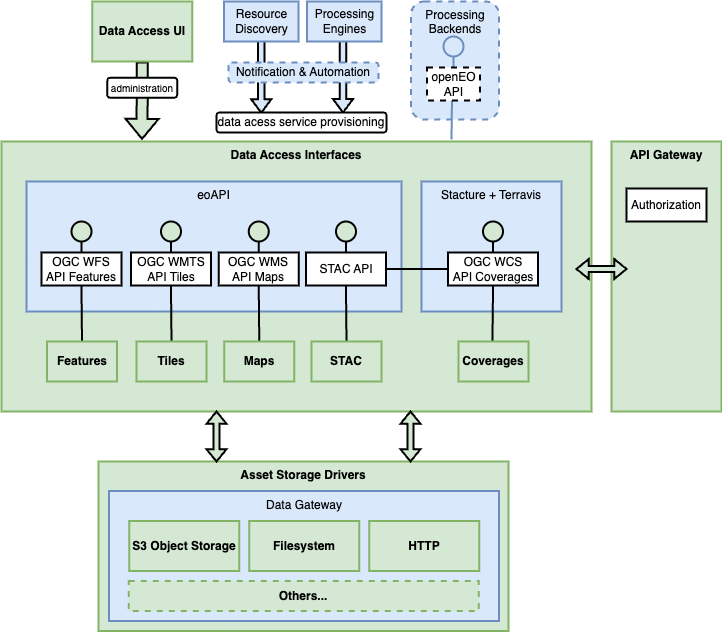 Data Access UI
Resource
Discovery
Processing
Engines
Processing
Backends
Notification & Automation
openEO
API
administration
data acess service provisioning
Data Access Interfaces
API Gateway
eoAPI
Stacture + Terravis
Authorization
OGC WFS
API Features
OGC WMTS
API Tiles
OGC WMS
API Maps
STAC API
OGC WCS
API Coverages
Features
Tiles
Maps
STAC
Coverages
Asset Storage Drivers
Data Gateway
S3 Object Storage
Filesystem
HTTP
Others...